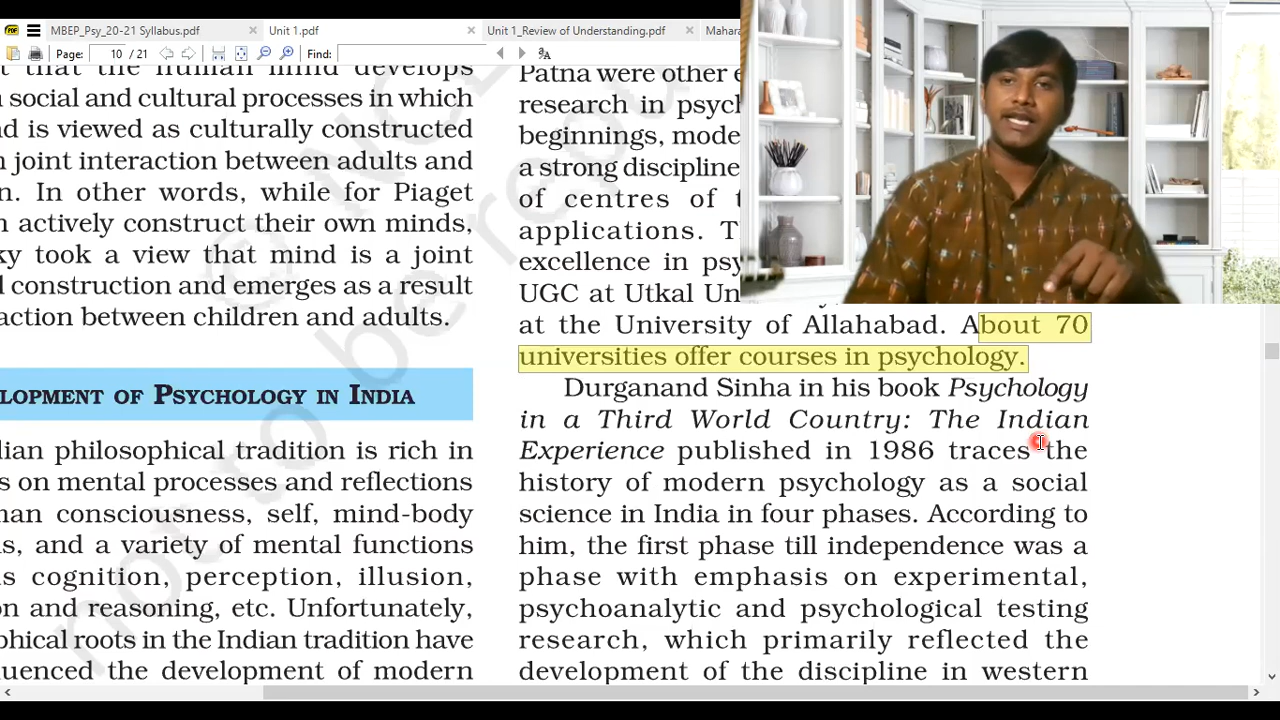 MBEP_Psy_20-21 Syllabus.pdf
Unit 1.pdf
Unit 1_Review of Understanding.pdf
Page: 10 / 21
Find:
t that the human mind develops
social and cultural processes in which
d is viewed as culturally constructed
joint interaction between adults and
n. In other words, while for Piaget
n actively construct their own minds,
ky took a view that mind is a joint
l construction and emerges as a result
action between children and adults.
LOPMENT OF PSYCHOLOGY IN INDIA
ian philosophical tradition is rich in
s on mental processes and reflections
man consciousness, self, mind-body
s, and a variety of mental functions
s cognition, perception, illusion,
on and reasoning, etc. Unfortunately,
phical roots in the Indian tradition have
uenced the development of modern
Patna were other e
research in psych
beginnings, mode
a strong discipline
of centres of t
applications. T
excellence in psy
UGC at Utkal Un
at the University of Allahabad. About 70
universities offer courses in psychology.
Durganand Sinha in his book Psychology
in a Third World Country: The Indian
Experience published in 1986 traces the
history of modern psychology as a social
science in India in four phases. According to
him, the first phase till independence was a
phase with emphasis on experimental,
psychoanalytic and psychological testing
research, which primarily reflected the
development of the discipline in western